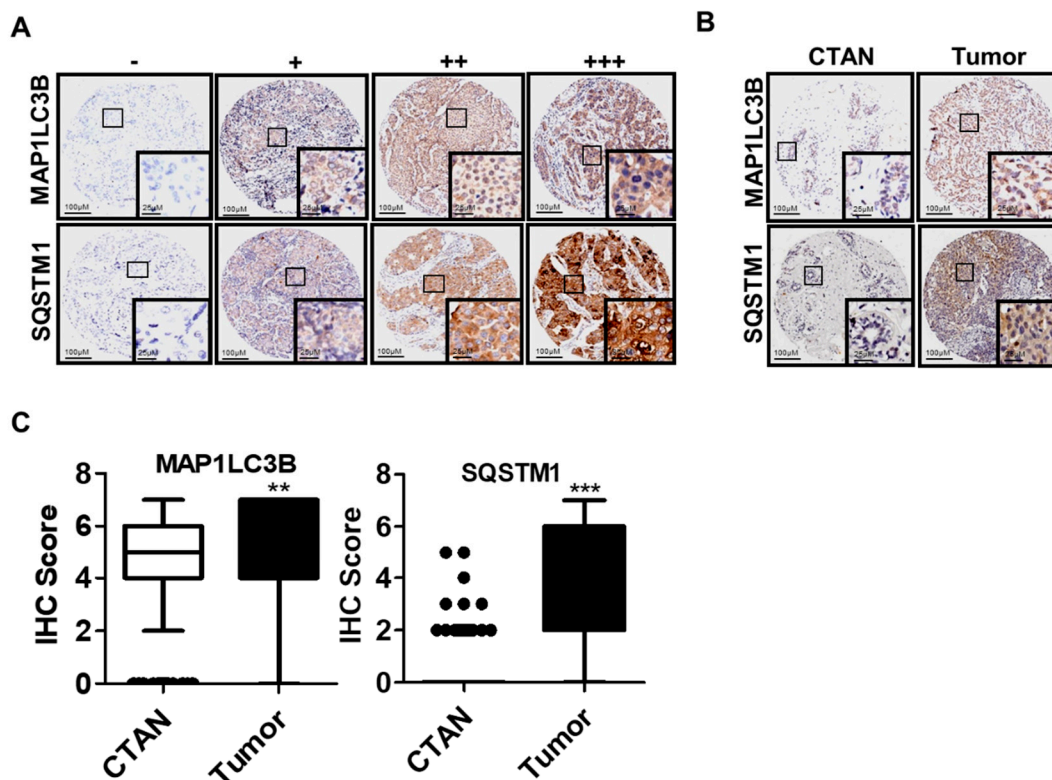 A
- + ++ +++
MAP1LC3B
100µM 25µM 100µM 25µM 100µM 25µM 100µM 25µM
SQSTM1
100µM 25µM 100µM 25µM 100µM 25µM 100µM 25µM
B
CTAN Tumor
MAP1LC3B
100µM 25µM 100µM 25µM
SQSTM1
100µM 25µM 100µM 25µM
C
MAP1LC3B
**
IHC Score
8
6
4
2
0
CTAN Tumor
SQSTM1
***
IHC Score
8
6
4
2
0
CTAN Tumor